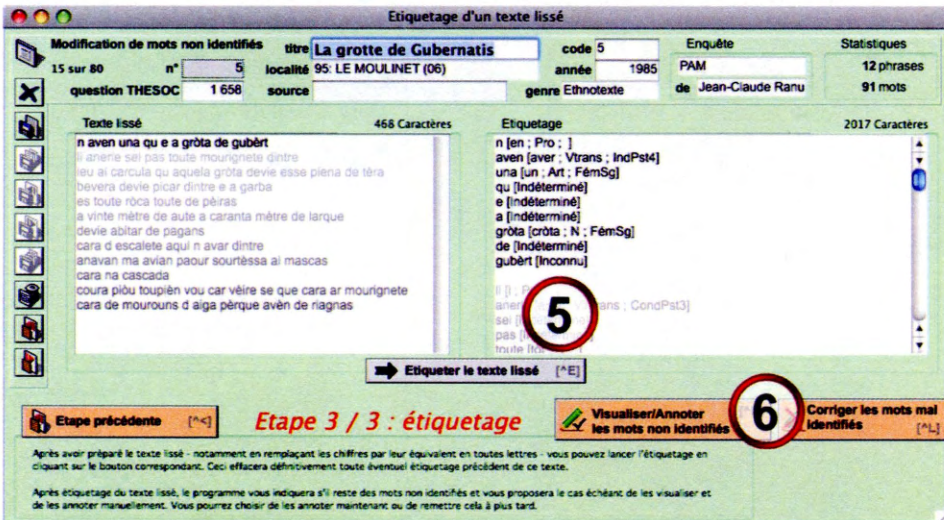 Etiquetage d'un texte lissé
Modification de mots non identifiés titre La grotte de Gubernatis code 5 Enquête Statistiques
15 sur 80 n° 5 localité 95: LE MOULINET (06) année 1985 PAM 12 phrases
question THESOC 1 658 source genre Ethnotexte de Jean-Claude Ranu 91 mots
Texte lissé 468 Caractères
n aven una qu e a gròta de gubèrt
li anerie sei pas toute mourignete dintre
ieu ai carcula qu aquela gròta devie esse piena de tèra
bevera devie picar dintre e a garba
es toute ròca toute de pèiras
a vinte mètre de aute a caranta mètre de larque
devie abitar de pagans
cara d escalete aqui n avar dintre
anavan ma avian paour sourtèssa ai mascas
cara na cascada
coura piòu toupièn vou car vèire se que cara ar mourignete
cara de mourouns d aiga pèrque avèn de riagnas
Etiquetage 2017 Caractères
n [en ; Pro ; ]
aven [aver ; Vtrans ; IndPst4]
una [un ; Art ; FémSg]
qu [Indéterminé]
e [Indéterminé]
a [Indéterminé]
gròta [cròta ; N ; FémSg]
de [Indéterminé]
gubèrt [Inconnu]
li [i ;
trans ; CondPst3]
sei
pas
toute
5
Etiqueter le texte lissé [^E]
Etape précédente [^<] Etape 3 / 3 : étiquetage
Visualiser/Annoter
les mots non identifiés
6
Corriger les mots mal
identifiés [^L]
Après avoir préparé le texte lissé - notamment en remplaçant les chiffres par leur équivalent en toutes lettres - vous pouvez lancer l'étiquetage en
cliquant sur le bouton correspondant. Ceci effacera définitivement toute éventuel étiquetage précédent de ce texte.
Après étiquetage du texte lissé, le programme vous indiquera s'il reste des mots non identifiés et vous proposera le cas échéant de les visualiser et
de les annoter manuellement. Vous pourrez choisir de les annoter maintenant ou de remettre cela à plus tard.